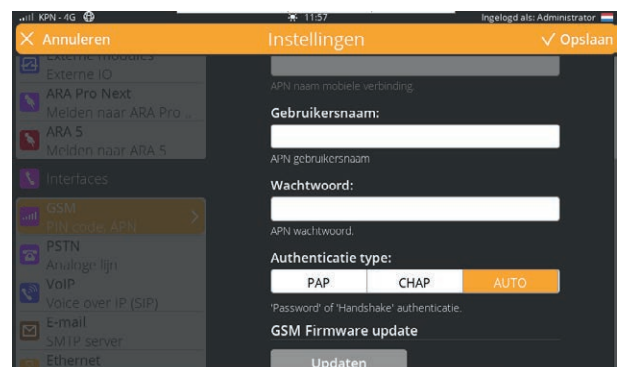 KPN - 4G
11:57
Ingelogd als: Administrator
Annuleren
Instellingen
Opslaan
Externe modules
Externe IO
ARA Pro Next
Melden naar ARA Pro ..
ARA 5
Melden naar ARA 5
Interfaces
GSM
PIN code, APN
PSTN
Analoge lijn
VoIP
Voice over IP (SIP)
E-mail
SMTP server
Ethernet
APN naam mobiele verbinding.
Gebruikersnaam:
APN gebruikersnaam
Wachtwoord:
APN wachtwoord.
Authenticatie type:
PAP CHAP AUTO
'Password' of 'Handshake' authenticatie.
GSM Firmware update
Updaten